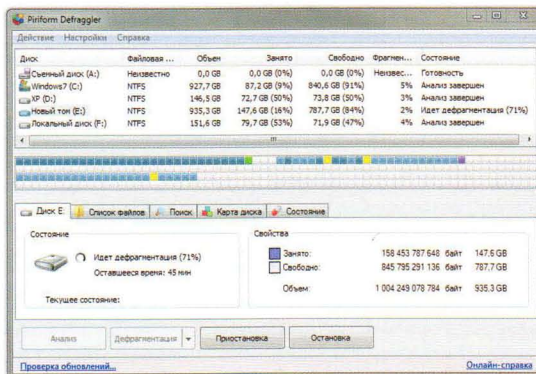 Piriform Defraggler
Действие Настройки Справка
Диск Файловая ... Объем Занято Свободно Фрагмен... Состояние
Съемный диск (A:) Неизвестно 0,0 GB 0,0 GB (0%) 0,0 GB (0%) Неизвес... Готовность
Windows7 (C:) NTFS 927,7 GB 87,2 GB (9%) 840,6 GB (91%) 5% Анализ завершен
XP (D:) NTFS 146,5 GB 72,7 GB (50%) 73,8 GB (50%) 3% Анализ завершен
Новый том (E:) NTFS 935,3 GB 147,6 GB (16%) 787,7 GB (84%) 2% Идет дефрагментация (71%)
Локальный диск (F:) NTFS 151,6 GB 79,7 GB (53%) 71,9 GB (47%) 4% Анализ завершен
Диск E: Список файлов Поиск Карта диска Состояние
Состояние Свойства
Идет дефрагментация (71%)
Оставшееся время: 45 мин
Текущее состояние:
Занято: 158 453 787 648 байт 147,6 GB
Свободно: 845 795 291 136 байт 787,7 GB
Объем: 1 004 249 078 784 байт 935,3 GB
Анализ Дефрагментация Приостановка Остановка
Проверка обновлений... Онлайн-справка